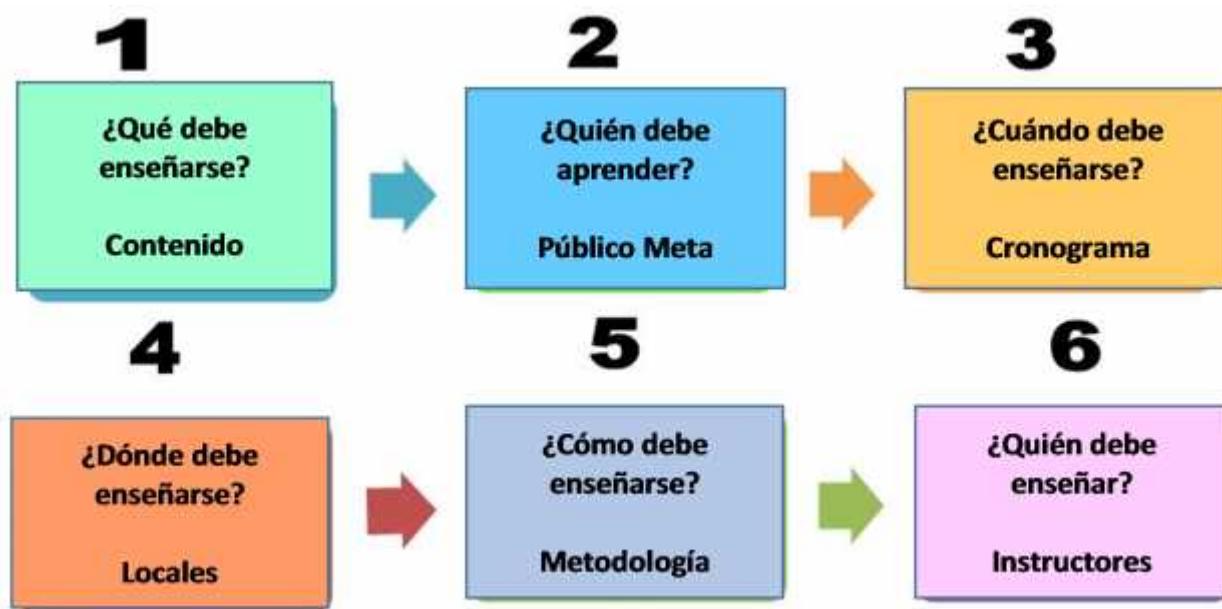 1
¿Qué debe
enseñarse?
Contenido
2
¿Quién debe
aprender?
Público Meta
3
¿Cuándo debe
enseñarse?
Cronograma
4
¿Dónde debe
enseñarse?
Locales
5
¿Cómo debe
enseñarse?
Metodología
6
¿Quién debe
enseñar?
Instructores